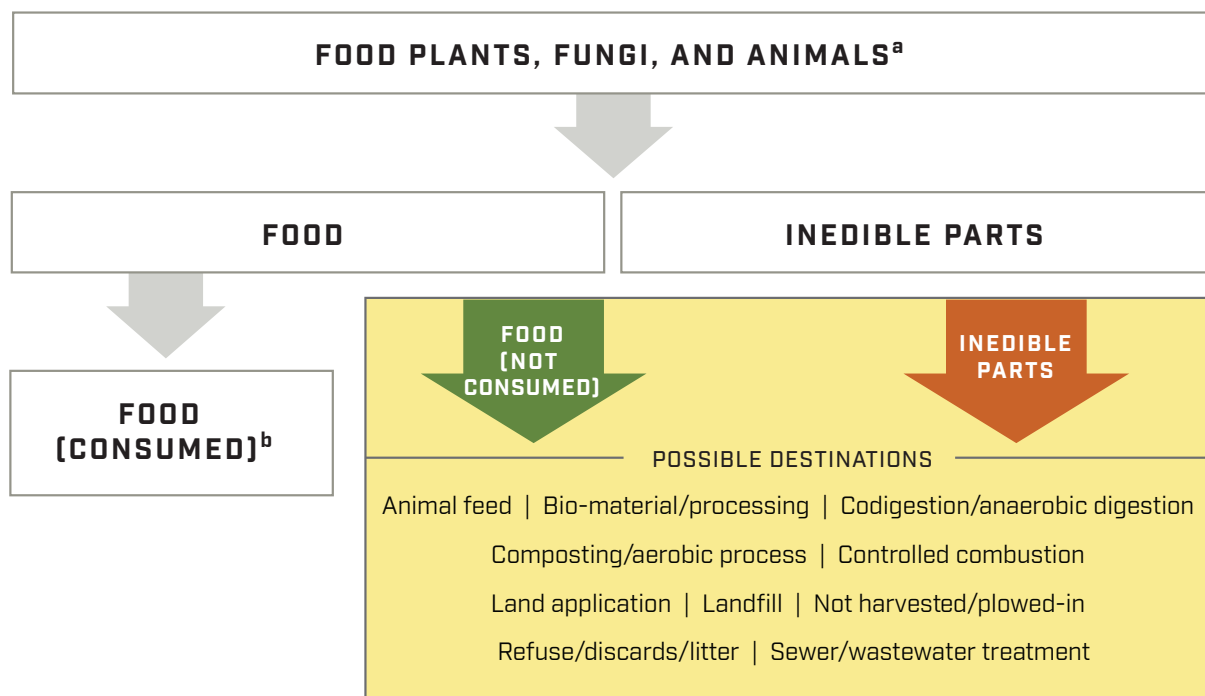 FOOD PLANTS, FUNGI, AND ANIMALSª
FOOD
INEDIBLE PARTS
FOOD
(CONSUMED)ᵇ
FOOD
(NOT
CONSUMED)
INEDIBLE
PARTS
POSSIBLE DESTINATIONS
Animal feed | Bio-material/processing | Codigestion/anaerobic digestion
Composting/aerobic process | Controlled combustion
Land application | Landfill | Not harvested/plowed-in
Refuse/discards/litter | Sewer/wastewater treatment